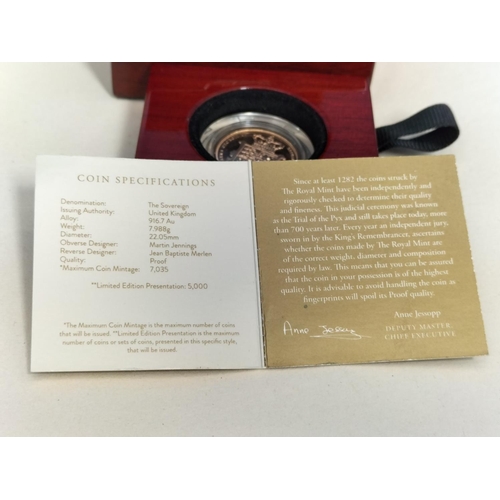 COIN SPECIFICATIONS
Denomination: The Sovereign
Issuing Authority: United Kingdom
Alloy: 916.7 Au
Weight: 7.988g
Diameter: 22.05mm
Obverse Designer: Martin Jennings
Reverse Designer: Jean Baptiste Merlen
Quality: Proof
*Maximum Coin Mintage: 7,035
**Limited Edition Presentation: 5,000
*The Maximum Coin Mintage is the maximum number of coins
that will be issued. **Limited Edition Presentation is the maximum
number of coins or sets of coins, presented in this specific style,
that will be issued.
Since at least 1282 the coins struck by
The Royal Mint have been independently and
rigorously checked to determine their quality
and fineness. This judicial ceremony was known
as the Trial of the Pyx and still takes place today, more
than 700 years later. Every year an independent jury,
sworn in by the King's Remembrancer, ascertains
whether the coins made by The Royal Mint are
of the correct weight, diameter and composition
required by law. This means that you can be assured
that the coin in your possession is of the highest
quality. It is advisable to avoid handling the coin as
fingerprints will spoil its Proof quality.
Anne Jessopp
Anne Jessopp
DEPUTY MASTER,
CHIEF EXECUTIVE